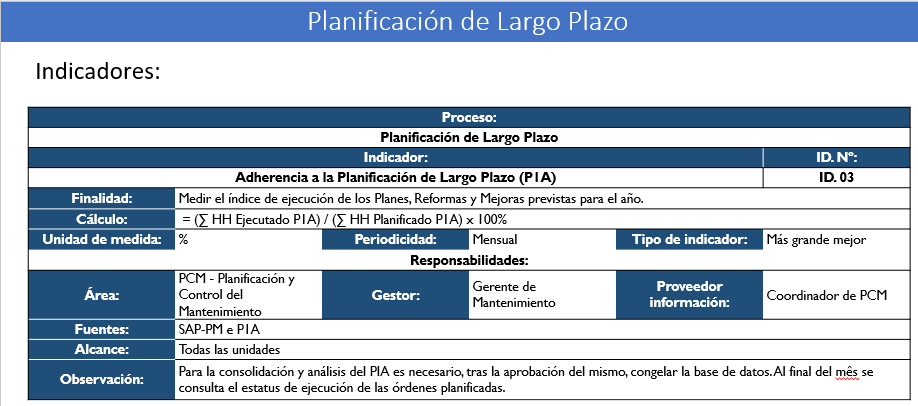 Planificación de Largo Plazo
Indicadores:
Proceso:
Planificación de Largo Plazo
Indicador: ID. Nº:
Adherencia a la Planificación de Largo Plazo (P1A) ID. 03
Finalidad: Medir el índice de ejecución de los Planes, Reformas y Mejoras previstas para el año.
Cálculo: = (∑ HH Ejecutado P1A) / (∑ HH Planificado P1A) x 100%
Unidad de medida: % Periodicidad: Mensual Tipo de indicador: Más grande mejor
Responsabilidades:
Área: PCM - Planificación y
Control del
Mantenimiento
Gestor: Gerente de
Mantenimiento
Proveedor
información:
Coordinador de PCM
Fuentes: SAP-PM e P1A
Alcance: Todas las unidades
Observación: Para la consolidación y análisis del PIA es necesario, tras la aprobación del mismo, congelar la base de datos. Al final del mês se
consulta el estatus de ejecución de las órdenes planificadas.